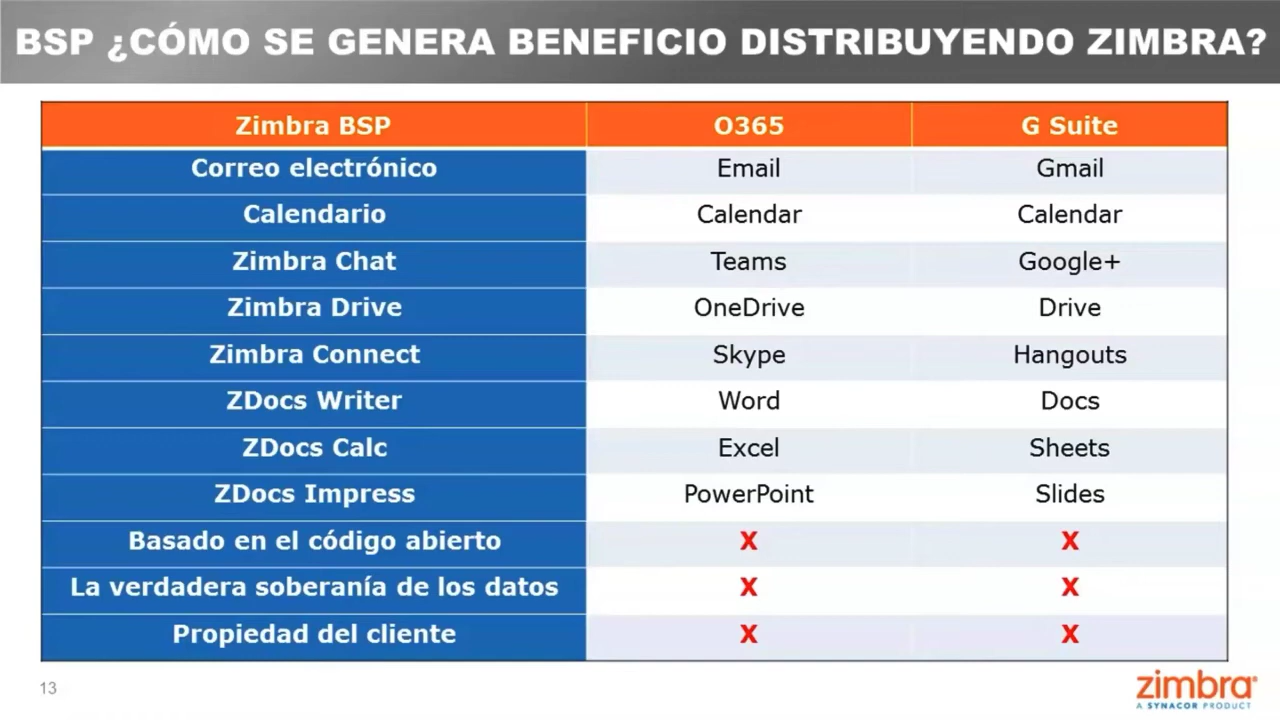 BSP ¿CÓMO SE GENERA BENEFICIO DISTRIBUYENDO ZIMBRA?
Zimbra BSP O365 G Suite
Correo electrónico Email Gmail
Calendario Calendar Calendar
Zimbra Chat Teams Google+
Zimbra Drive OneDrive Drive
Zimbra Connect Skype Hangouts
ZDocs Writer Word Docs
ZDocs Calc Excel Sheets
ZDocs Impress PowerPoint Slides
Basado en el código abierto X X
La verdadera soberanía de los datos X X
Propiedad del cliente X X
13
zimbra®
A SYNACOR PRODUCT